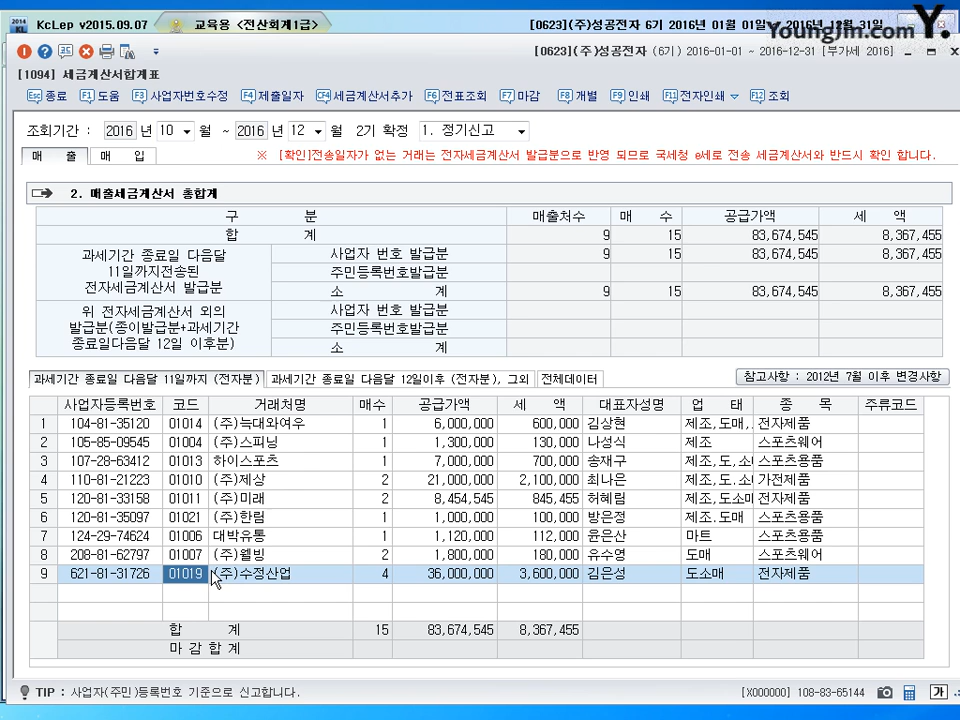 KcLep v2015.09.07 교육용 <전산회계1급> [0623](주)성공전자 6기 2016년 01월 01일 ~ 2016년 12월 31일
YoungJin.com Y.
[0623](주)성공전자 (6기) 2016-01-01 ~ 2016-12-31 [부가세 2016]
[1094] 세금계산서합계표
Esc 종료 F1 도움 F3 사업자번호수정 F4 제출일자 CF4 세금계산서추가 F6 전표조회 F7 마감 F8 개별 F9 인쇄 F11 전자인쇄 F12 조회
조회기간 : 2016 년 10 월 ~ 2016 년 12 월 2기 확정 1. 정기신고
매 출 매 입 ※ [확인]전송일자가 없는 거래는 전자세금계산서 발급분으로 반영 되므로 국세청 e세로 전송 세금계산서와 반드시 확인 합니다.
2. 매출세금계산서 총합계
구 분 매출처수 매 수 공급가액 세 액
합 계 9 15 83,674,545 8,367,455
과세기간 종료일 다음달 11일까지전송된 전자세금계산서 발급분 사업자 번호 발급분 9 15 83,674,545 8,367,455
주민등록번호발급분
소 계 9 15 83,674,545 8,367,455
위 전자세금계산서 외의 발급분(종이발급분+과세기간 종료일다음달 12일 이후분) 사업자 번호 발급분
주민등록번호발급분
소 계
과세기간 종료일 다음달 11일까지 (전자분) 과세기간 종료일 다음달 12일이후 (전자분), 그외 전체데이터 참고사항 : 2012년 7월 이후 변경사항
사업자등록번호 코드 거래처명 매수 공급가액 세 액 대표자성명 업 태 종 목 주류코드
1 104-81-35120 01014 (주)늑대와여우 1 6,000,000 600,000 김상현 제조,도매,. 전자제품
2 105-85-09545 01004 (주)스피닝 1 1,300,000 130,000 나성식 제조 스포츠웨어
3 107-28-63412 01013 하이스포츠 1 7,000,000 700,000 송재구 제조,도,소 스포츠용품
4 110-81-21223 01010 (주)제상 2 21,000,000 2,100,000 최나은 제조,도.소 가전제품
5 120-81-33158 01011 (주)미래 2 8,454,545 845,455 허혜림 제조,도소매 전자제품
6 120-81-35097 01021 (주)한림 1 1,000,000 100,000 방은정 제조.도매 스포츠용품
7 124-29-74624 01006 대박유통 1 1,120,000 112,000 윤은산 마트 스포츠용품
8 208-81-62797 01007 (주)웰빙 2 1,800,000 180,000 유수영 도매 스포츠웨어
9 621-81-31726 01019 (주)수정산업 4 36,000,000 3,600,000 김은성 도소매 전자제품
합 계 15 83,674,545 8,367,455
마 감 합 계
TIP : 사업자(주민)등록번호 기준으로 신고합니다. [X000000] 108-83-65144 가